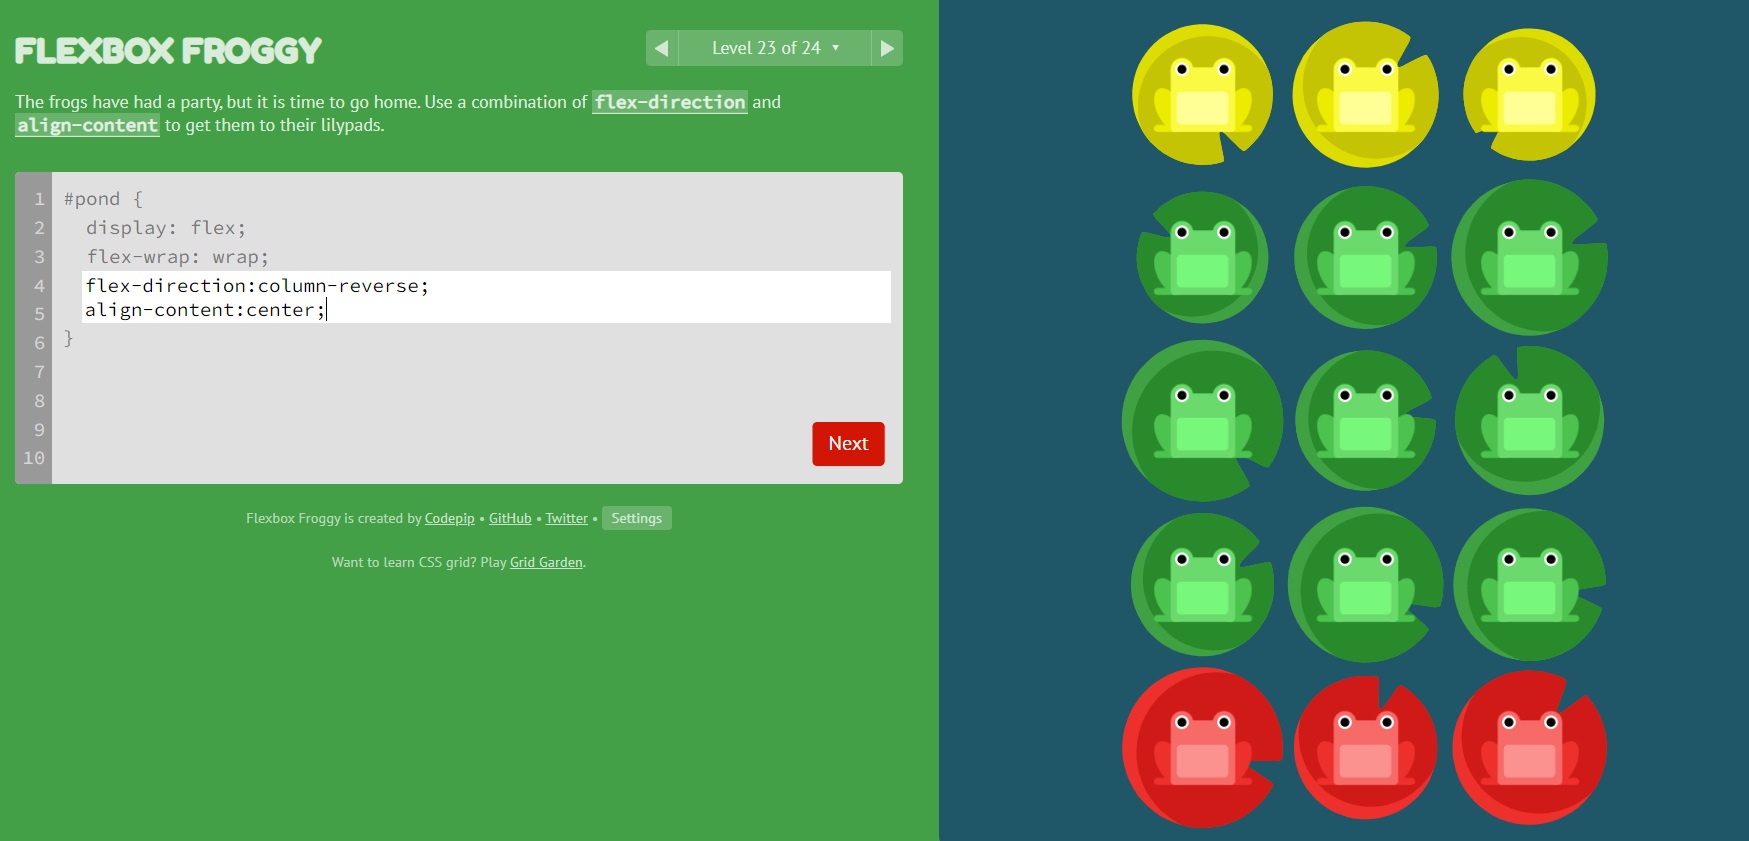 FLEXBOX FROGGY
◀ Level 23 of 24 ▼ ▶
The frogs have had a party, but it is time to go home. Use a combination of flex-direction and
align-content to get them to their lilypads.
1 #pond {
2 display: flex;
3 flex-wrap: wrap;
4 flex-direction:column-reverse;
5 align-content:center;
6 }
7
8
9
10
Next
Flexbox Froggy is created by Codepip • GitHub • Twitter • Settings
Want to learn CSS grid? Play Grid Garden.